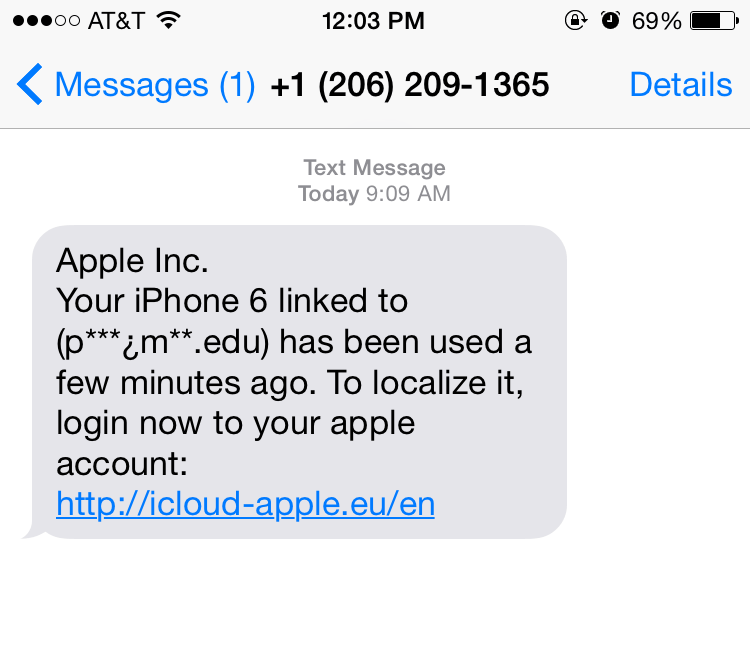 ●●●○○ AT&T 12:03 PM 69%
Messages (1) +1 (206) 209-1365 Details
Text Message
Today 9:09 AM
Apple Inc.
Your iPhone 6 linked to
(p***¿m**.edu) has been used a
few minutes ago. To localize it,
login now to your apple
account:
http://icloud-apple.eu/en